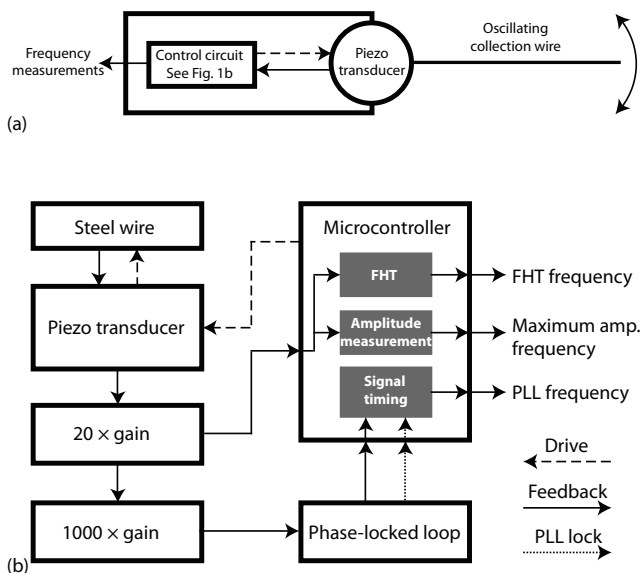 Frequency
measurements
Control circuit
See Fig. 1b
Piezo
transducer
Oscillating
collection wire
(a)
Steel wire
Piezo transducer
20 × gain
1000 × gain
Microcontroller
FHT
Amplitude
measurement
Signal
timing
Phase-locked loop
FHT frequency
Maximum amp.
frequency
PLL frequency
Drive
Feedback
PLL lock
(b)